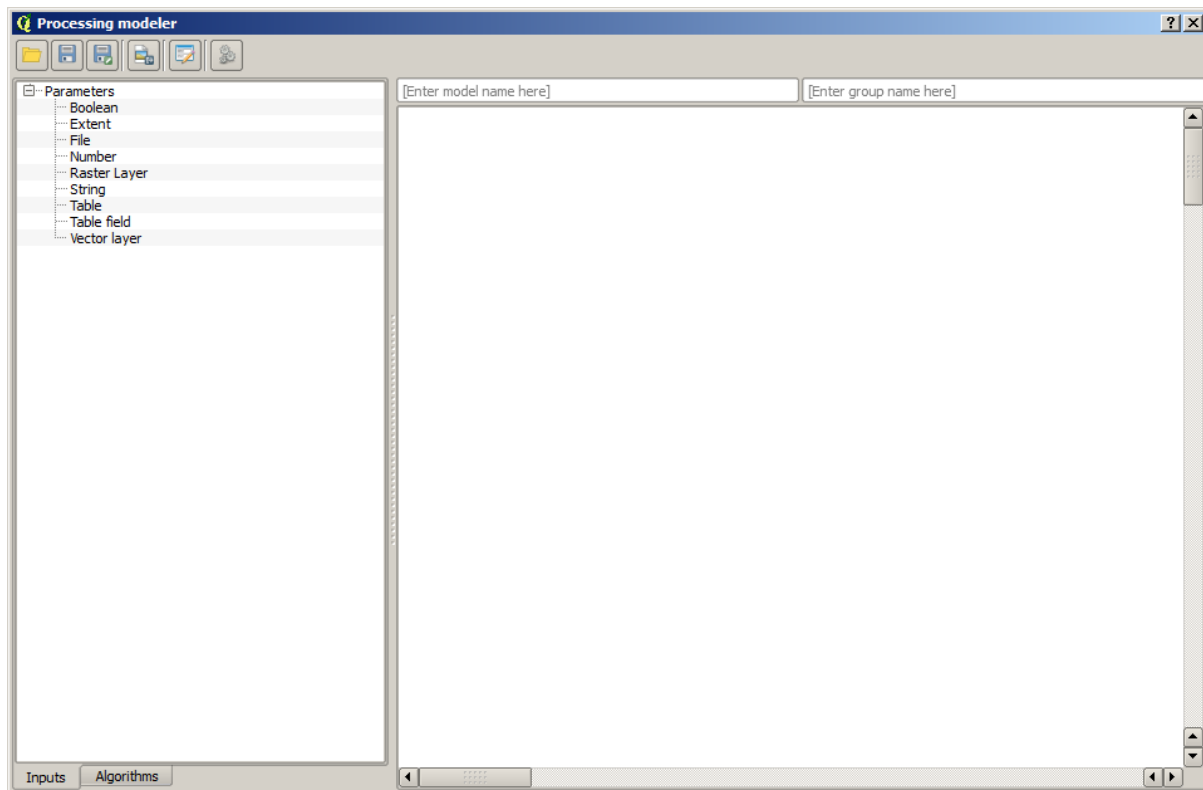 Processing modeler
[Enter model name here] [Enter group name here]
Parameters
Boolean
Extent
File
Number
Raster Layer
String
Table
Table field
Vector layer
Inputs Algorithms